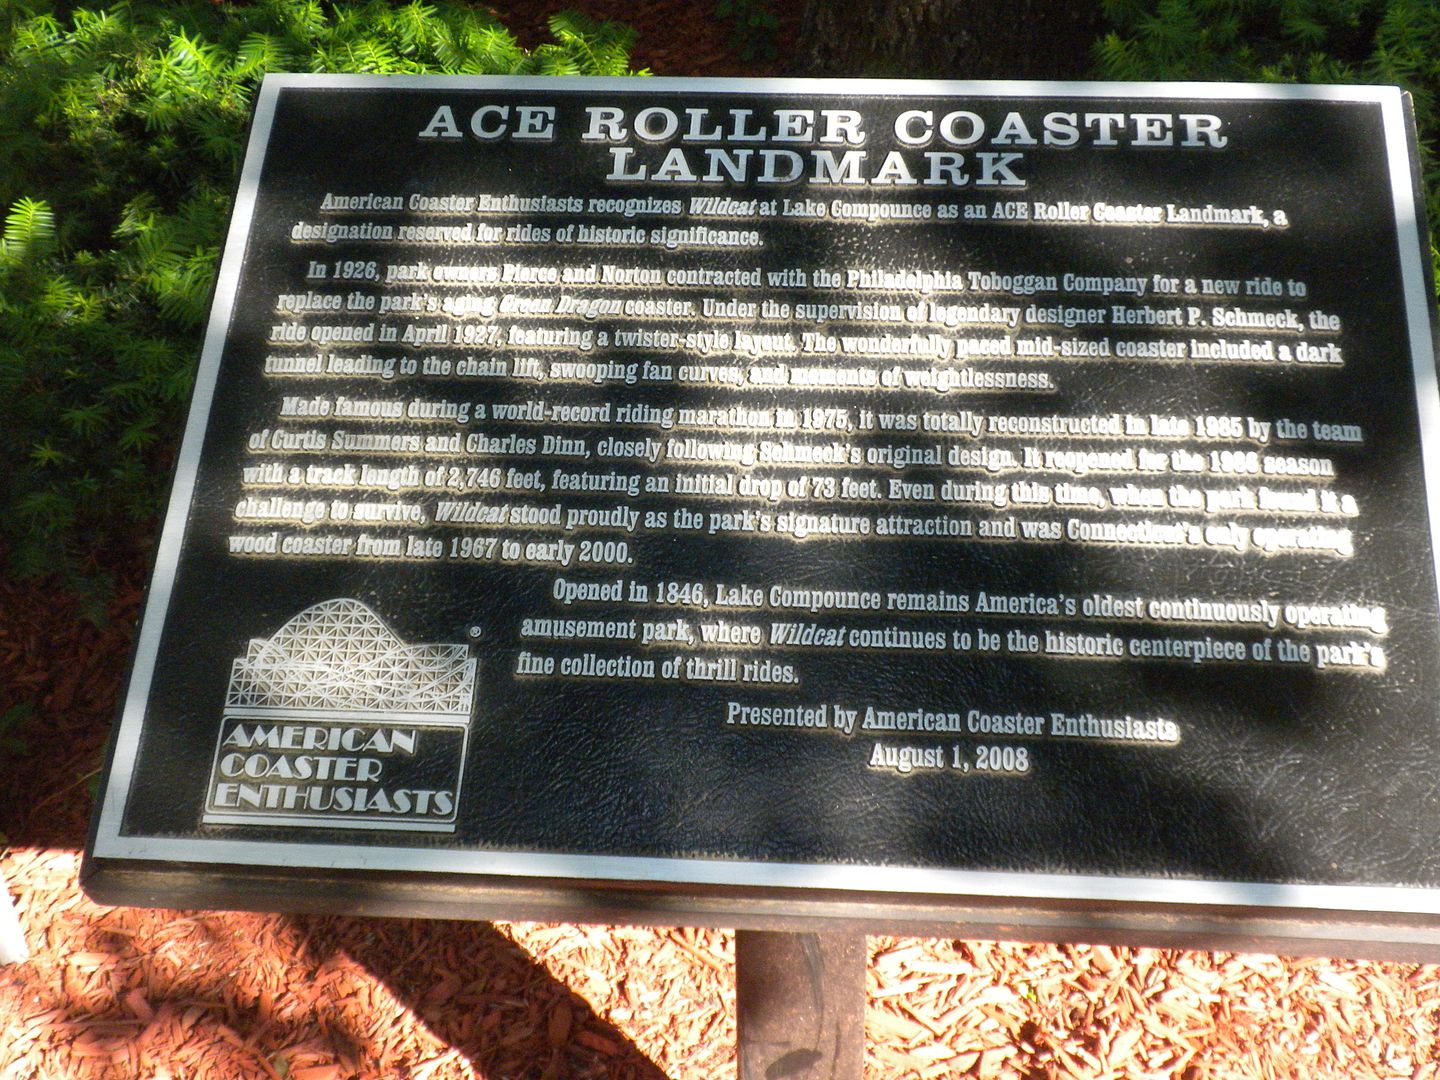 ACE ROLLER COASTER
LANDMARK
American Coaster Enthusiasts recognizes Wildcat at Lake Compounce as an ACE Roller Coaster Landmark, a
designation reserved for rides of historic significance.
In 1926, park owners Pierce and Norton contracted with the Philadelphia Toboggan Company for a new ride to
replace the park's aging Green Dragon coaster. Under the supervision of legendary designer Herbert P. Schmeck, the
ride opened in April 1927, featuring a twister-style layout. The wonderfully paced mid-sized coaster included a dark
tunnel leading to the chain lift, swooping fan curves, and moments of weightlessness.
Made famous during a world-record riding marathon in 1975, it was totally reconstructed in late 1985 by the team
of Curtis Summers and Charles Dinn, closely following Schmeck's original design. It reopened for the 1986 season
with a track length of 2,746 feet, featuring an initial drop of 73 feet. Even during this time, when the park found it a
challenge to survive, Wildcat stood proudly as the park's signature attraction and was Connecticut's only operating
wood coaster from late 1967 to early 2000.
Opened in 1846, Lake Compounce remains America's oldest continuously operating
amusement park, where Wildcat continues to be the historic centerpiece of the park's
fine collection of thrill rides.
Presented by American Coaster Enthusiasts
August 1, 2008
®
AMERICAN
COASTER
ENTHUSIASTS